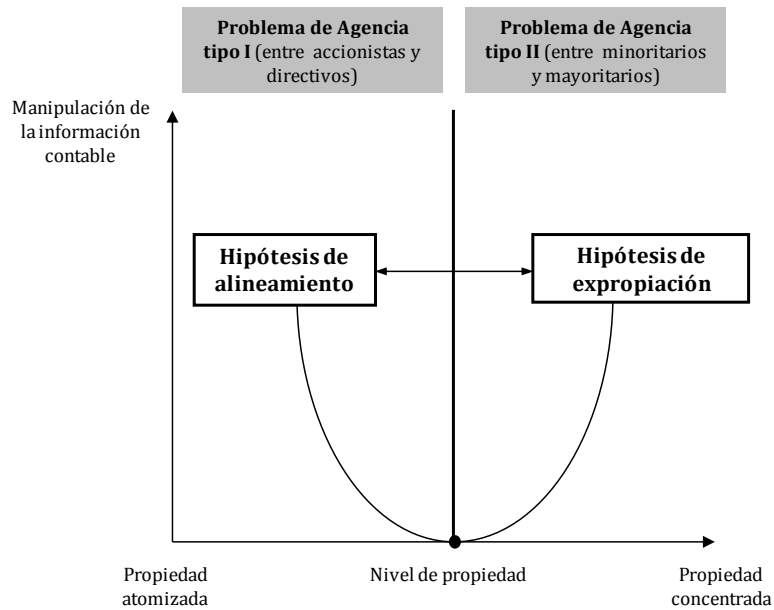 Problema de Agencia
tipo I (entre accionistas y
directivos)
Problema de Agencia
tipo II (entre minoritarios
y mayoritarios)
Manipulación de
la información
contable
Hipótesis de
alineamiento
Hipótesis de
expropiación
Propiedad
atomizada
Nivel de propiedad
Propiedad
concentrada